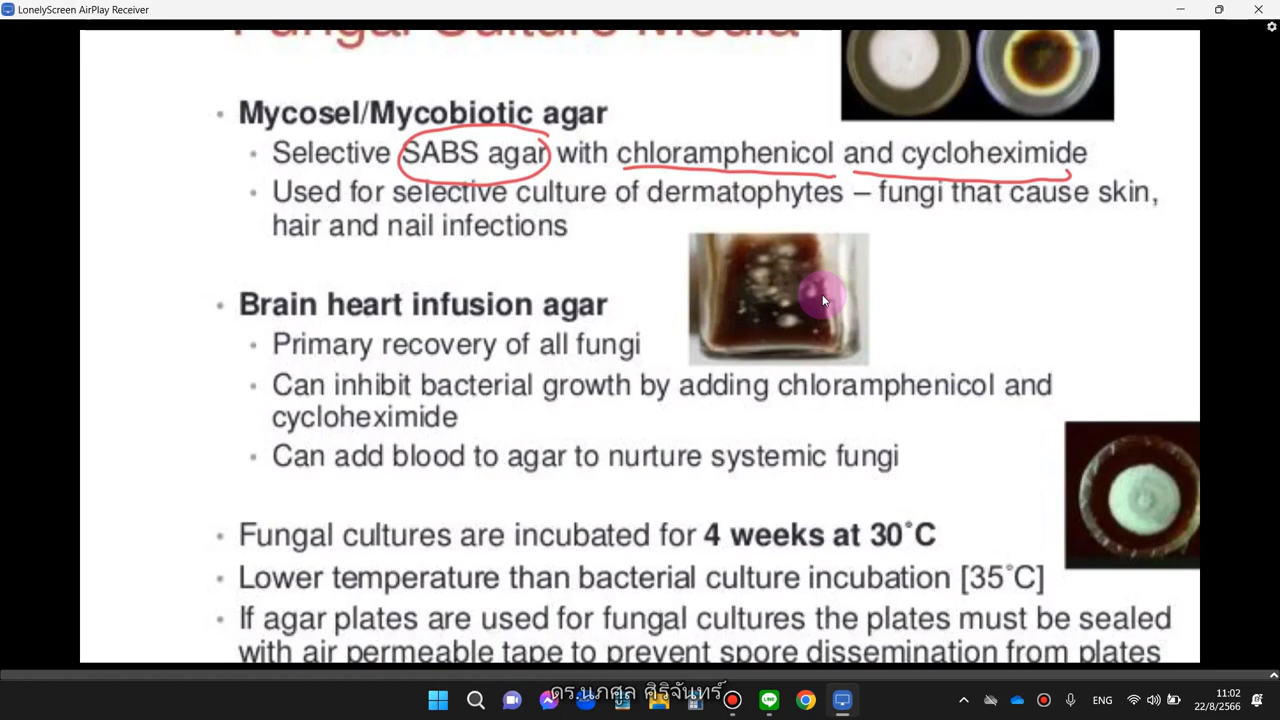 LonelyScreen AirPlay Receiver
Fungal Culture Media
Mycosel/Mycobiotic agar
Selective SABS agar with chloramphenicol and cycloheximide
Used for selective culture of dermatophytes – fungi that cause skin,
hair and nail infections
Brain heart infusion agar
Primary recovery of all fungi
Can inhibit bacterial growth by adding chloramphenicol and
cycloheximide
Can add blood to agar to nurture systemic fungi
Fungal cultures are incubated for 4 weeks at 30˚C
Lower temperature than bacterial culture incubation [35˚C]
If agar plates are used for fungal cultures the plates must be sealed
with air permeable tape to prevent spore dissemination from plates
ดร.นภศูล ศิริจันทร์
ENG
11:02
22/8/2566